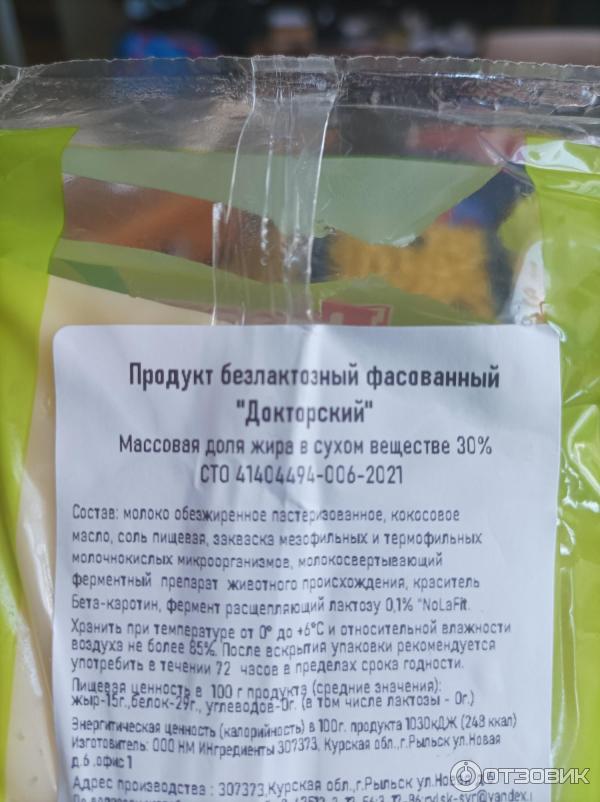 Продукт безлактозный фасованный
"Докторский"
Массовая доля жира в сухом веществе 30%
СТО 41404494-006-2021
Состав: молоко обезжиренное пастеризованное, кокосовое
масло, соль пищевая, закваска мезофильных и термофильных
молочнокислых микроорганизмов, молокосвертывающий
ферментный препарат животного происхождения, краситель
Бета-каротин, фермент расщепляющий лактозу 0,1% "NoLaFit.
Хранить при температуре от 0° до +6°С и относительной влажности
воздуха не более 85%. После вскрытия упаковки рекомендуется
употребить в течении 72 часов в пределах срока годности.
Пищевая ценность в 100 г продукта (средние значения):
жыр-15г.,белок-29г., углеводов-0г. (в том числе лактозы - 0г.)
Энергетическая ценность (калорийность) в 100г. продукта 1030кДЖ (248 ккал)
Изготовитель: ООО НМ ИНгредиенты 307373, Курская обл.,г.Рыльск ул.Новая
д.6 ,офис 1
Адрес производства : 307373,Курская обл.,г.Рыльск ул.Новая
ОТЗОВИК